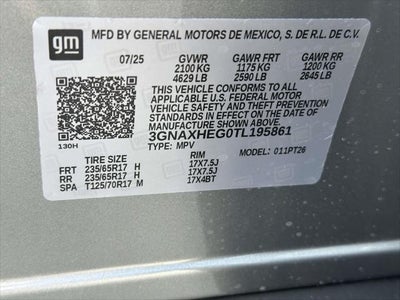 gm
MFD BY GENERAL MOTORS DE MEXICO, S. DE R.L. DE C.V.
07/25 GVWR GAWR FRT GAWR RR
2100 KG 1175 KG 1200 KG
4629 LB 2590 LB 2645 LB
THIS VEHICLE CONFORMS TO ALL
APPLICABLE U.S. FEDERAL MOTOR
VEHICLE SAFETY AND THEFT PREVENTION
STANDARDS IN EFFECT ON THE DATE OF
MANUFACTURE SHOWN ABOVE.
3GNAXHEG0TL195861
130H TYPE: MPV MODEL: 011PT26
TIRE SIZE RIM
FRT 235/65R17 H 17X7.5J
RR 235/65R17 H 17X7.5J
SPA T125/70R17 M 17X4BT